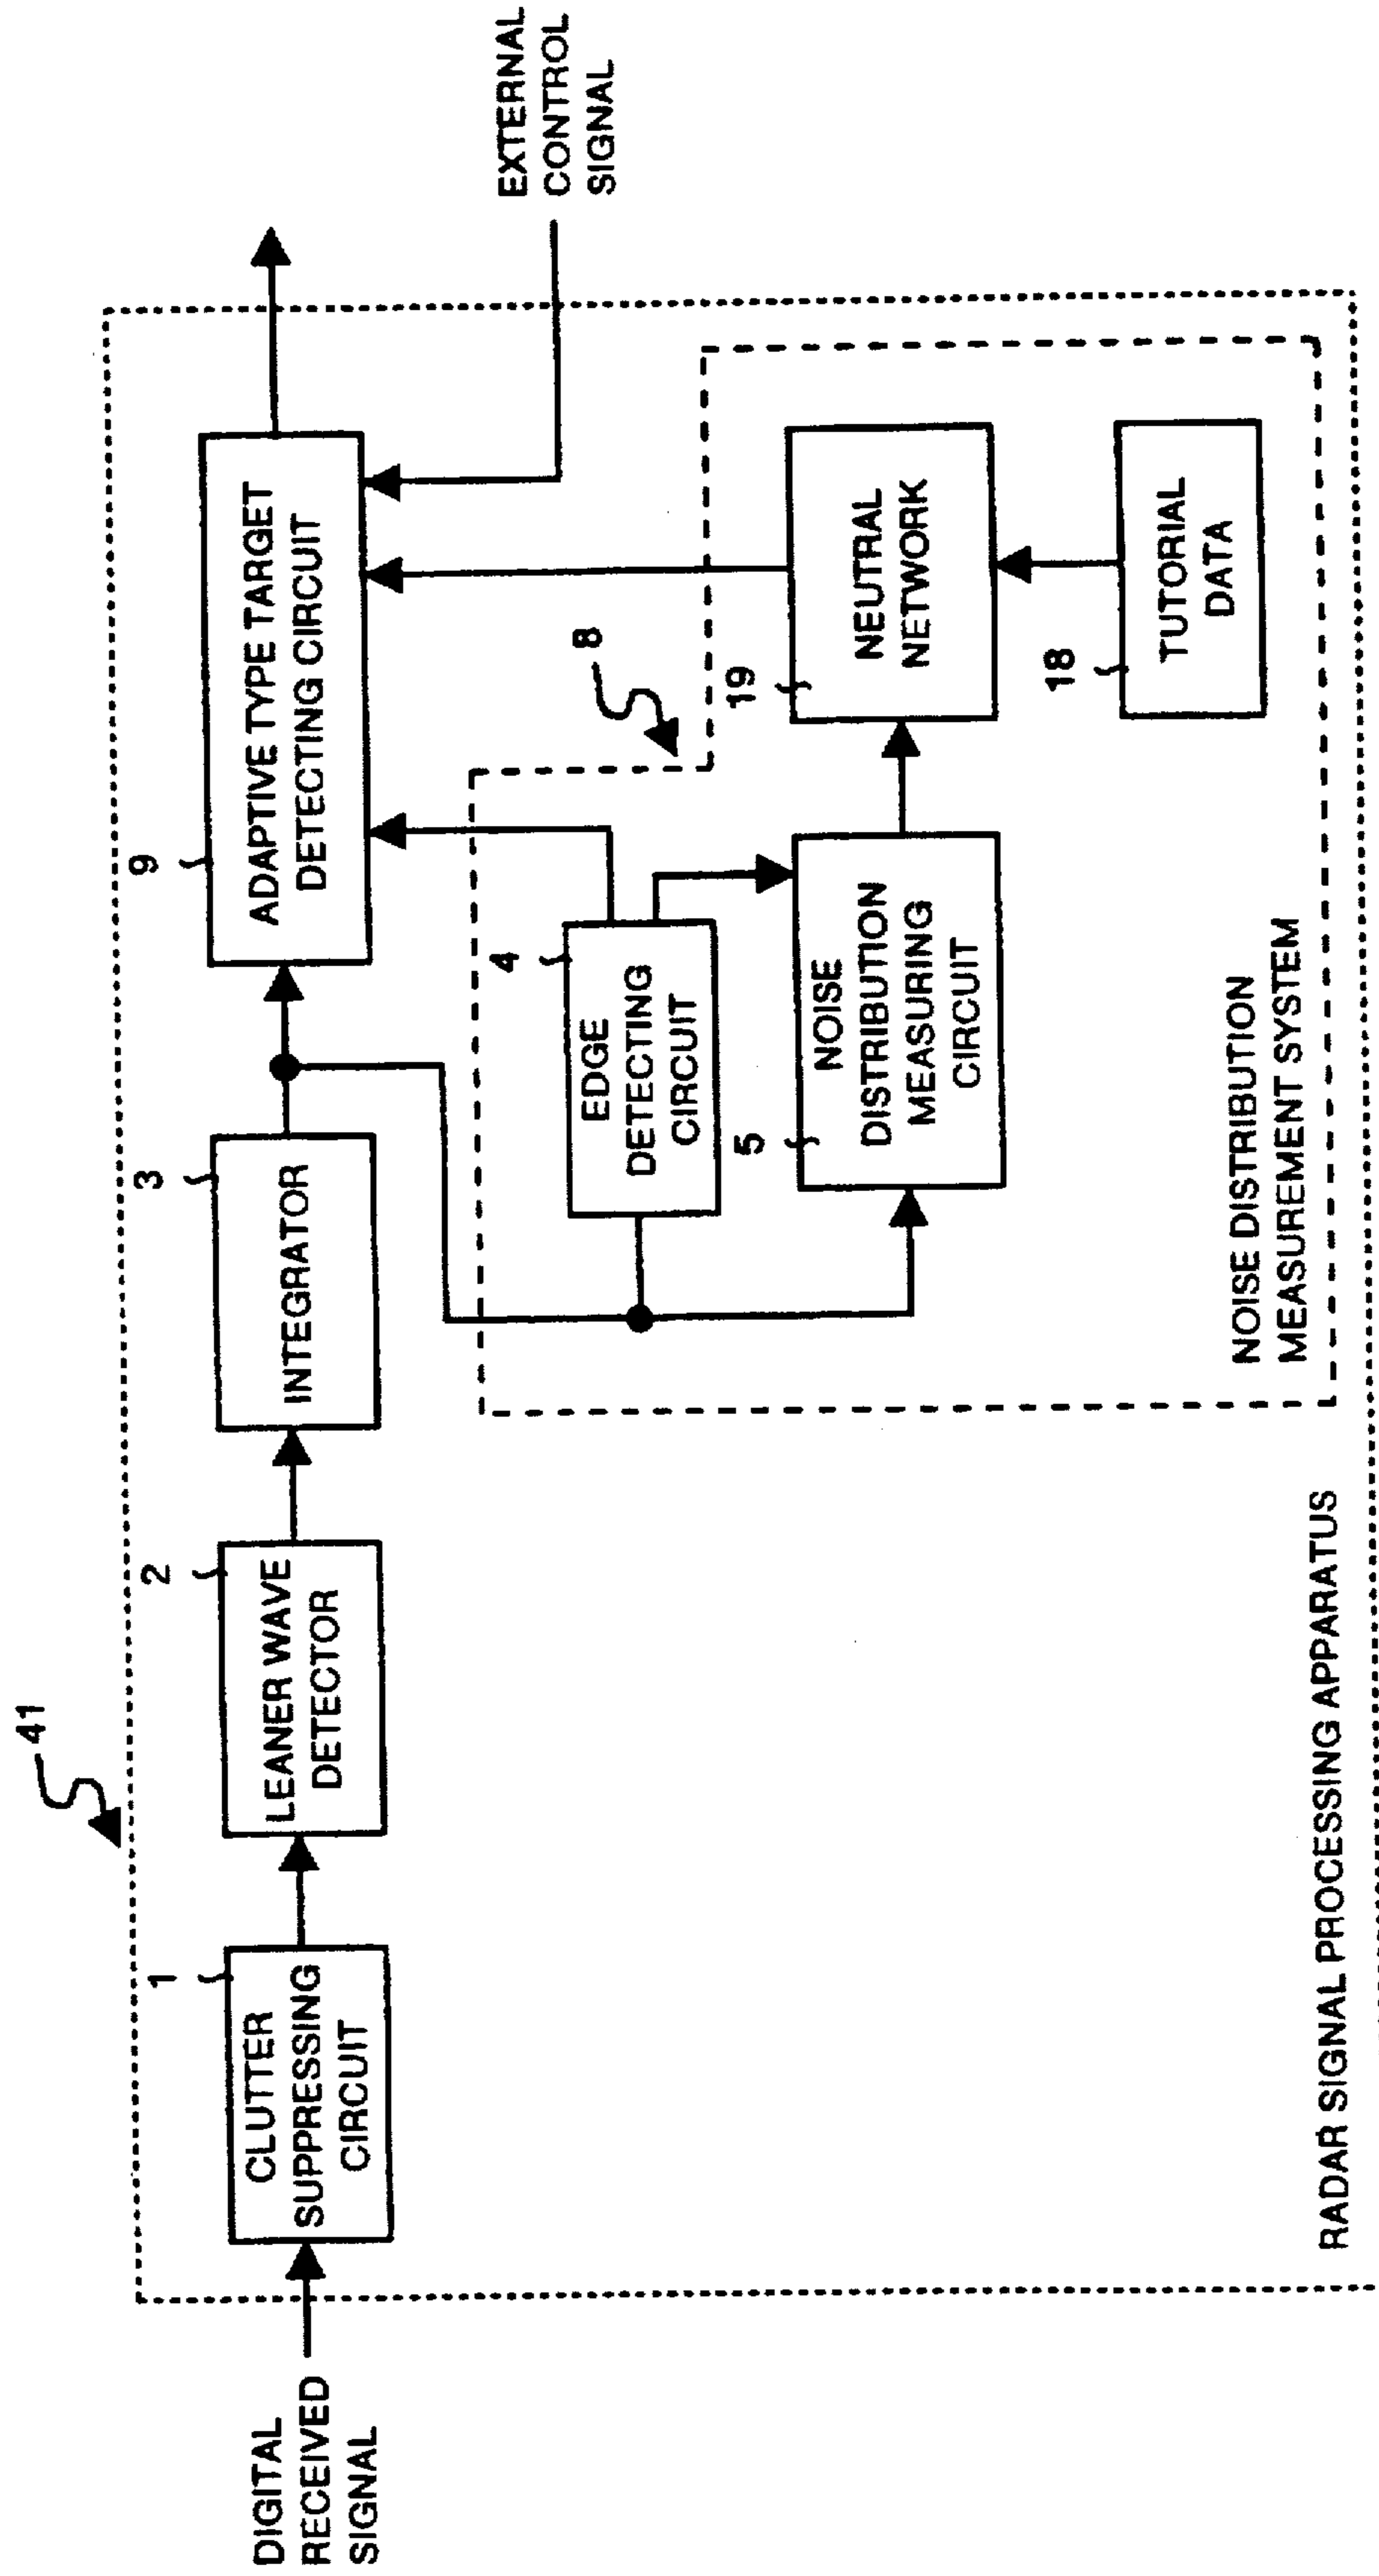 41
DIGITAL
RECEIVED
SIGNAL
1
CLUTTER
SUPPRESSING
CIRCUIT
2
LEANER WAVE
DETECTOR
3
INTEGRATOR
9
ADAPTIVE TYPE TARGET
DETECTING CIRCUIT
EXTERNAL
CONTROL
SIGNAL
8
4
EDGE
DETECTING
CIRCUIT
5
NOISE
DISTRIBUTION
MEASURING
CIRCUIT
19
NEUTRAL
NETWORK
18
TUTORIAL
DATA
NOISE DISTRIBUTION
MEASUREMENT SYSTEM
RADAR SIGNAL PROCESSING APPARATUS